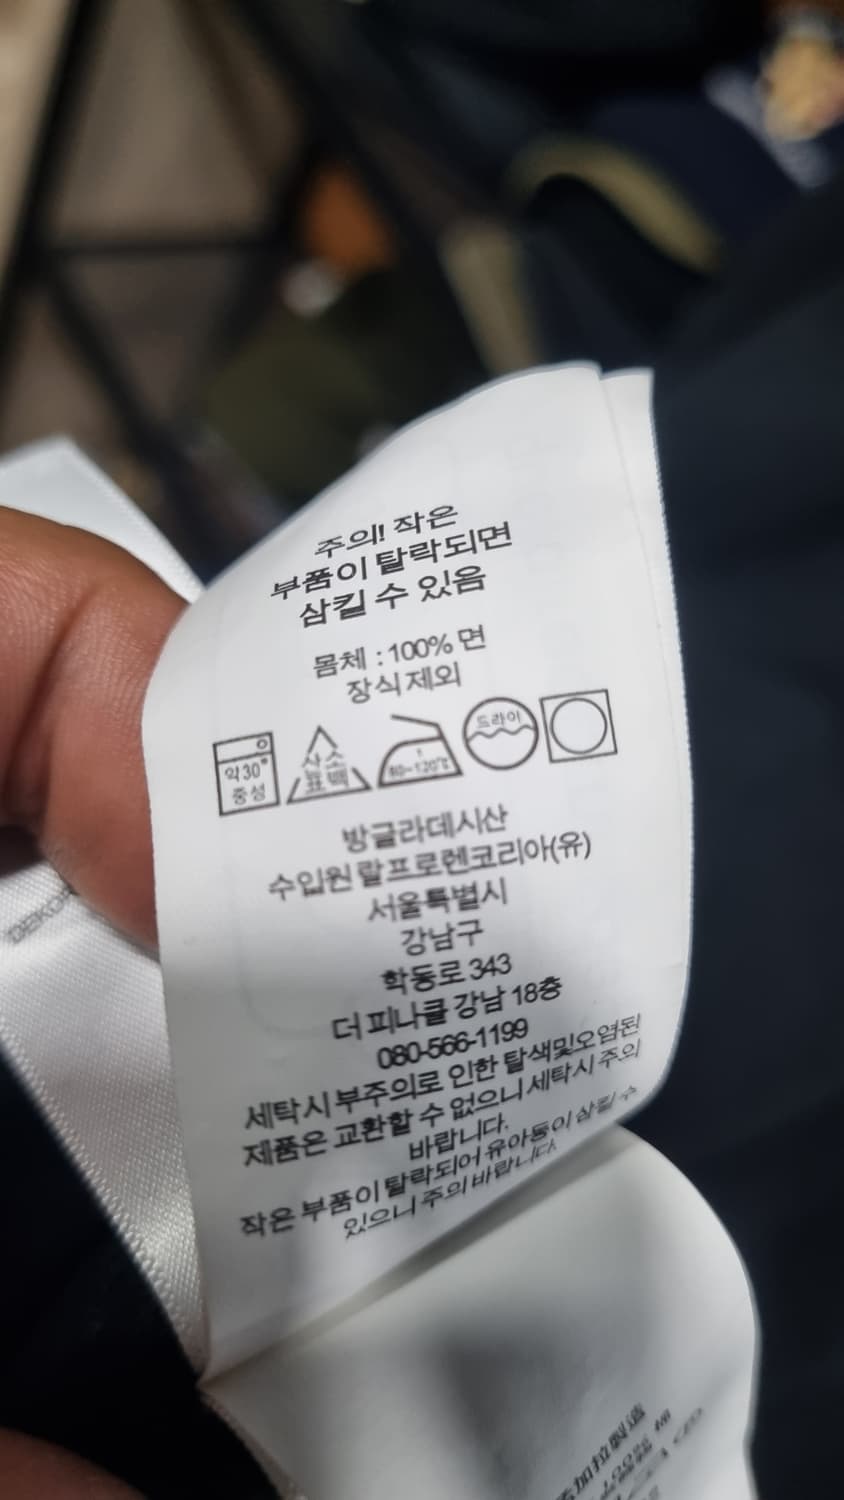 주의! 작은
부품이 탈락되면
삼킬 수 있음
몸체 : 100% 면
장식 제외
약30°
중성
산소
표백
1
80~120℃
드라이
방글라데시산
수입원 랄프로렌코리아(유)
서울특별시
강남구
학동로 343
더 피나클 강남 18층
080-566-1199
세탁시 부주의로 인한 탈색및오염된
제품은 교환할 수 없으니 세탁시 주의
바랍니다.
작은 부품이 탈락되어 유아동이 삼킬 수
있으니 주의 바랍니다.
加拉製造